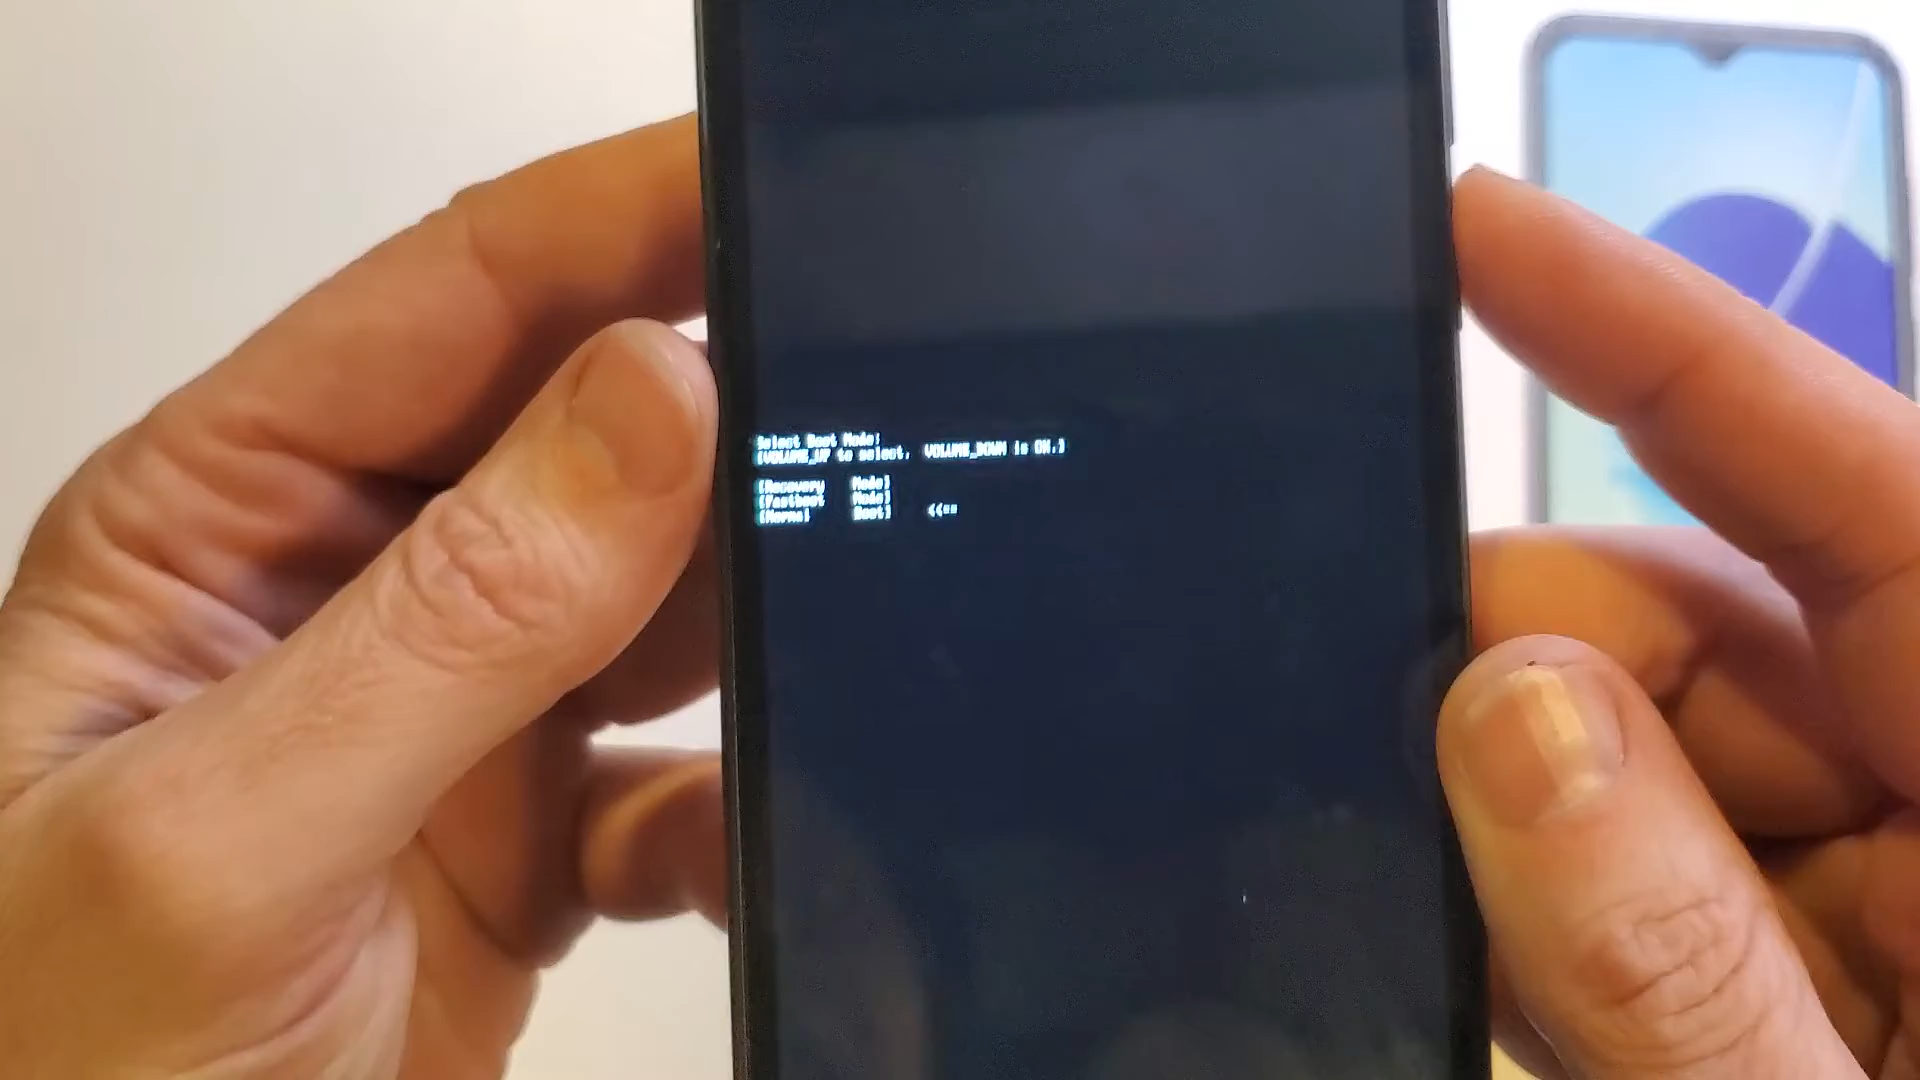 Select Boot Mode:
[VOLUME_UP to select.  VOLUME_DOWN is OK.]
[Recovery    Mode]
[Fastboot    Mode]
[Normal      Boot]    <<==